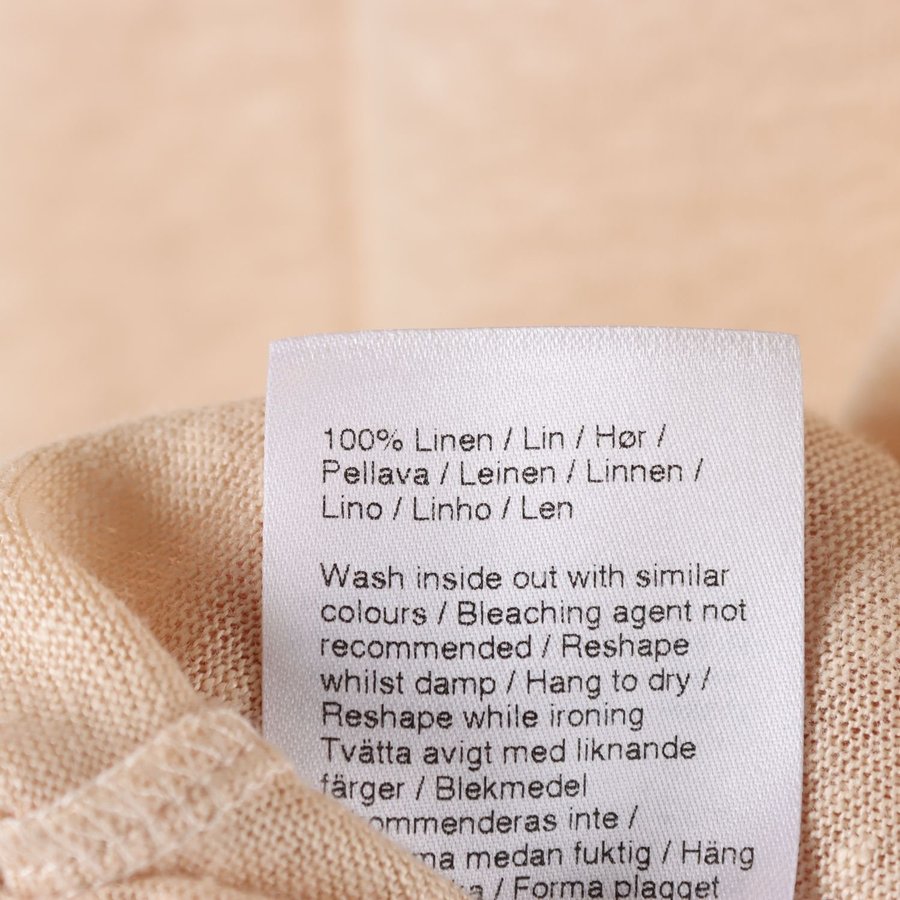 100% Linen / Lin / Hør /
Pellava / Leinen / Linnen /
Lino / Linho / Len
Wash inside out with similar
colours / Bleaching agent not
recommended / Reshape
whilst damp / Hang to dry /
Reshape while ironing
Tvätta avigt med liknande
färger / Blekmedel
inte /
medan fuktig / Häng
/ Forma plagget